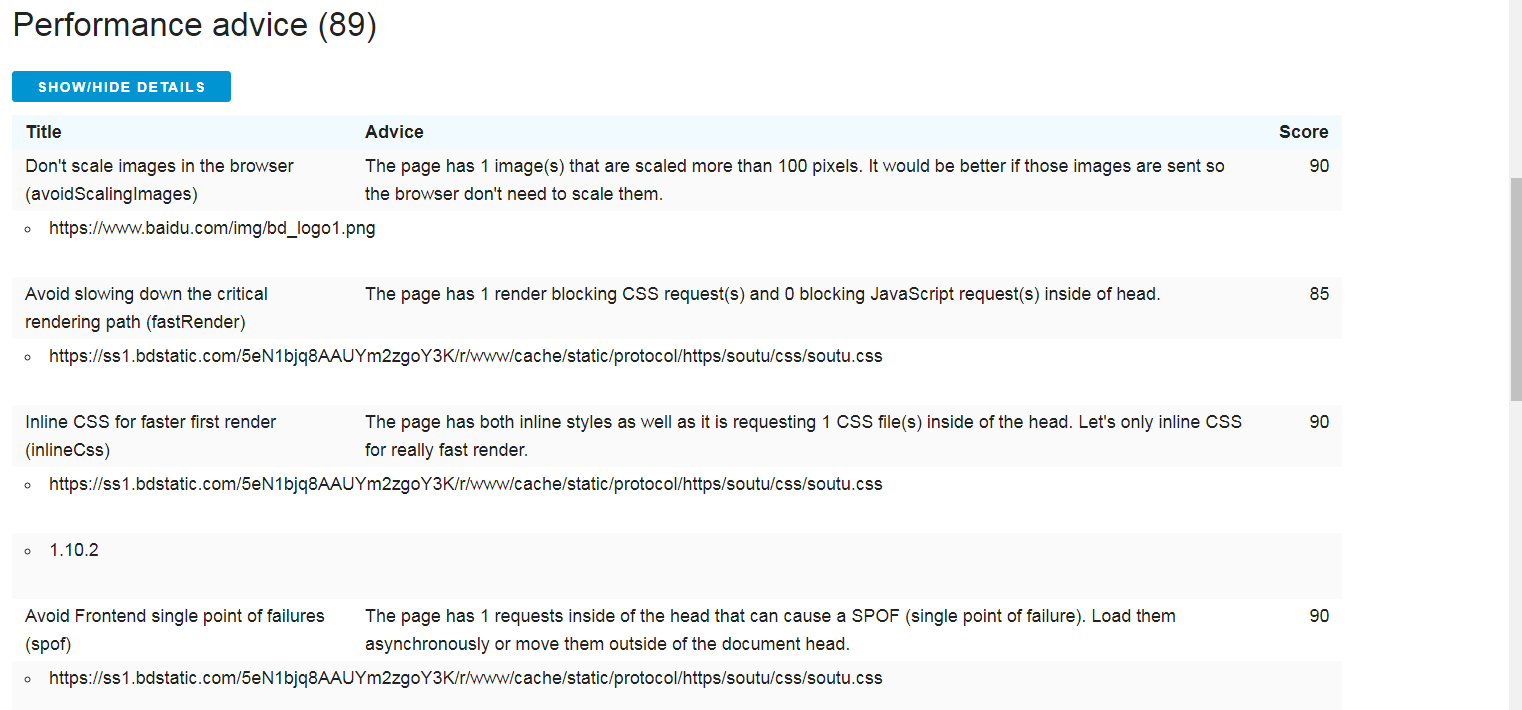 Performance advice (89)
SHOW/HIDE DETAILS
Title Advice Score
Don't scale images in the browser The page has 1 image(s) that are scaled more than 100 pixels. It would be better if those images are sent so 90
(avoidScalingImages) the browser don't need to scale them.
https://www.baidu.com/img/bd_logo1.png
Avoid slowing down the critical The page has 1 render blocking CSS request(s) and 0 blocking JavaScript request(s) inside of head. 85
rendering path (fastRender)
https://ss1.bdstatic.com/5eN1bjq8AAUYm2zgoY3K/r/www/cache/static/protocol/https/soutu/css/soutu.css
Inline CSS for faster first render The page has both inline styles as well as it is requesting 1 CSS file(s) inside of the head. Let's only inline CSS 90
(inlineCss) for really fast render.
https://ss1.bdstatic.com/5eN1bjq8AAUYm2zgoY3K/r/www/cache/static/protocol/https/soutu/css/soutu.css
1.10.2
Avoid Frontend single point of failures The page has 1 requests inside of the head that can cause a SPOF (single point of failure). Load them 90
(spof) asynchronously or move them outside of the document head.
https://ss1.bdstatic.com/5eN1bjq8AAUYm2zgoY3K/r/www/cache/static/protocol/https/soutu/css/soutu.css